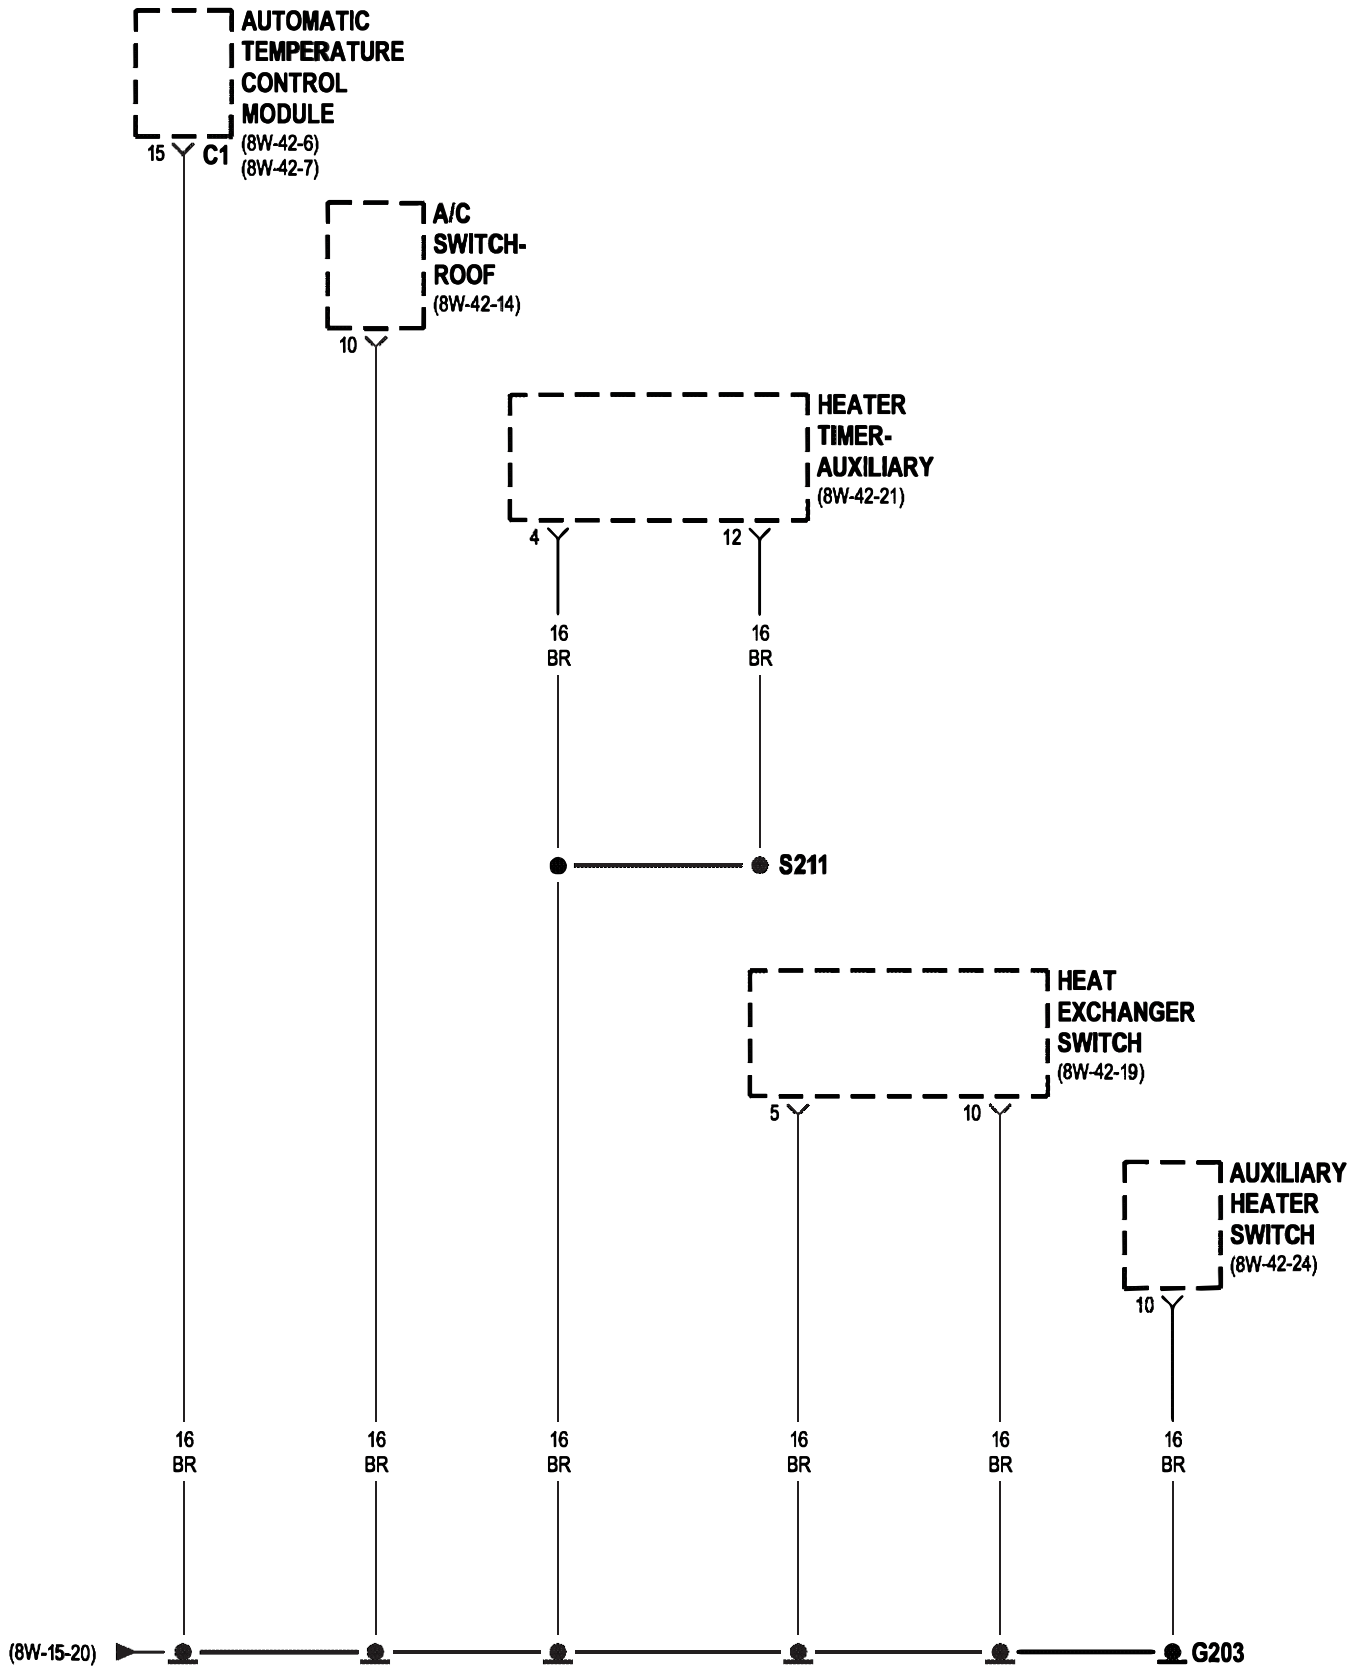 AUTOMATIC
TEMPERATURE
CONTROL
MODULE
(8W-42-6)
(8W-42-7)
15
C1
A/C
SWITCH-
ROOF
(8W-42-14)
10
HEATER
TIMER-
AUXILIARY
(8W-42-21)
4
12
16
BR
16
BR
S211
HEAT
EXCHANGER
SWITCH
(8W-42-19)
5
10
AUXILIARY
HEATER
SWITCH
(8W-42-24)
10
16
BR
16
BR
16
BR
16
BR
16
BR
16
BR
(8W-15-20)
G203